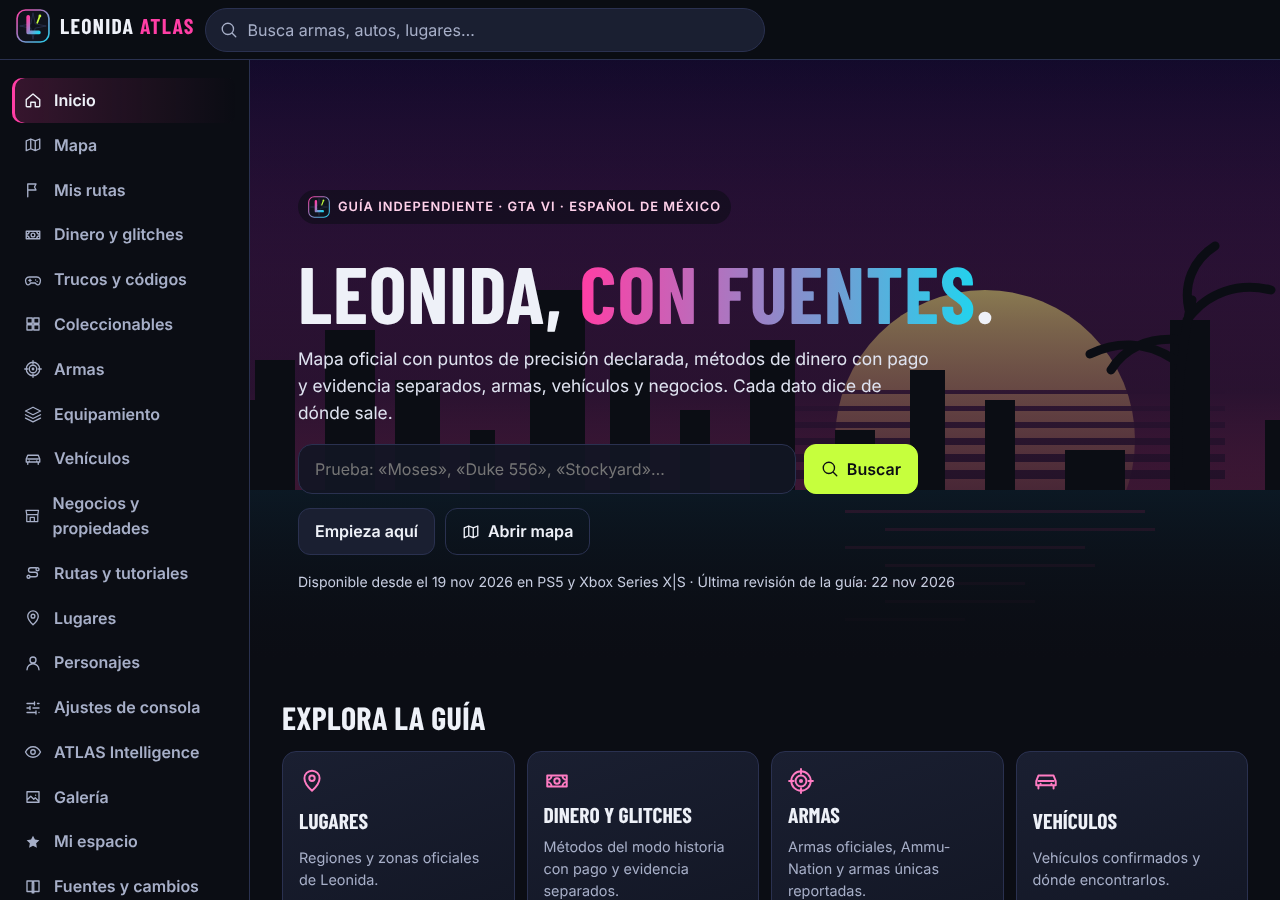 LEONIDA ATLAS
Busca armas, autos, lugares...
Inicio
Mapa
Mis rutas
Dinero y glitches
Trucos y códigos
Coleccionables
Armas
Equipamiento
Vehículos
Negocios y
propiedades
Rutas y tutoriales
Lugares
Personajes
Ajustes de consola
ATLAS Intelligence
Galería
Mi espacio
Fuentes y cambios
GUÍA INDEPENDIENTE · GTA VI · ESPAÑOL DE MÉXICO
LEONIDA, CON FUENTES.
Mapa oficial con puntos de precisión declarada, métodos de dinero con pago
y evidencia separados, armas, vehículos y negocios. Cada dato dice de
dónde sale.
Prueba: «Moses», «Duke 556», «Stockyard»...
Buscar
Empieza aquí
Abrir mapa
Disponible desde el 19 nov 2026 en PS5 y Xbox Series X|S · Última revisión de la guía: 22 nov 2026
EXPLORA LA GUÍA
LUGARES
Regiones y zonas oficiales
de Leonida.
DINERO Y GLITCHES
Métodos del modo historia
con pago y evidencia
separados.
ARMAS
Armas oficiales, Ammu-
Nation y armas únicas
reportadas.
VEHÍCULOS
Vehículos confirmados y
dónde encontrarlos.